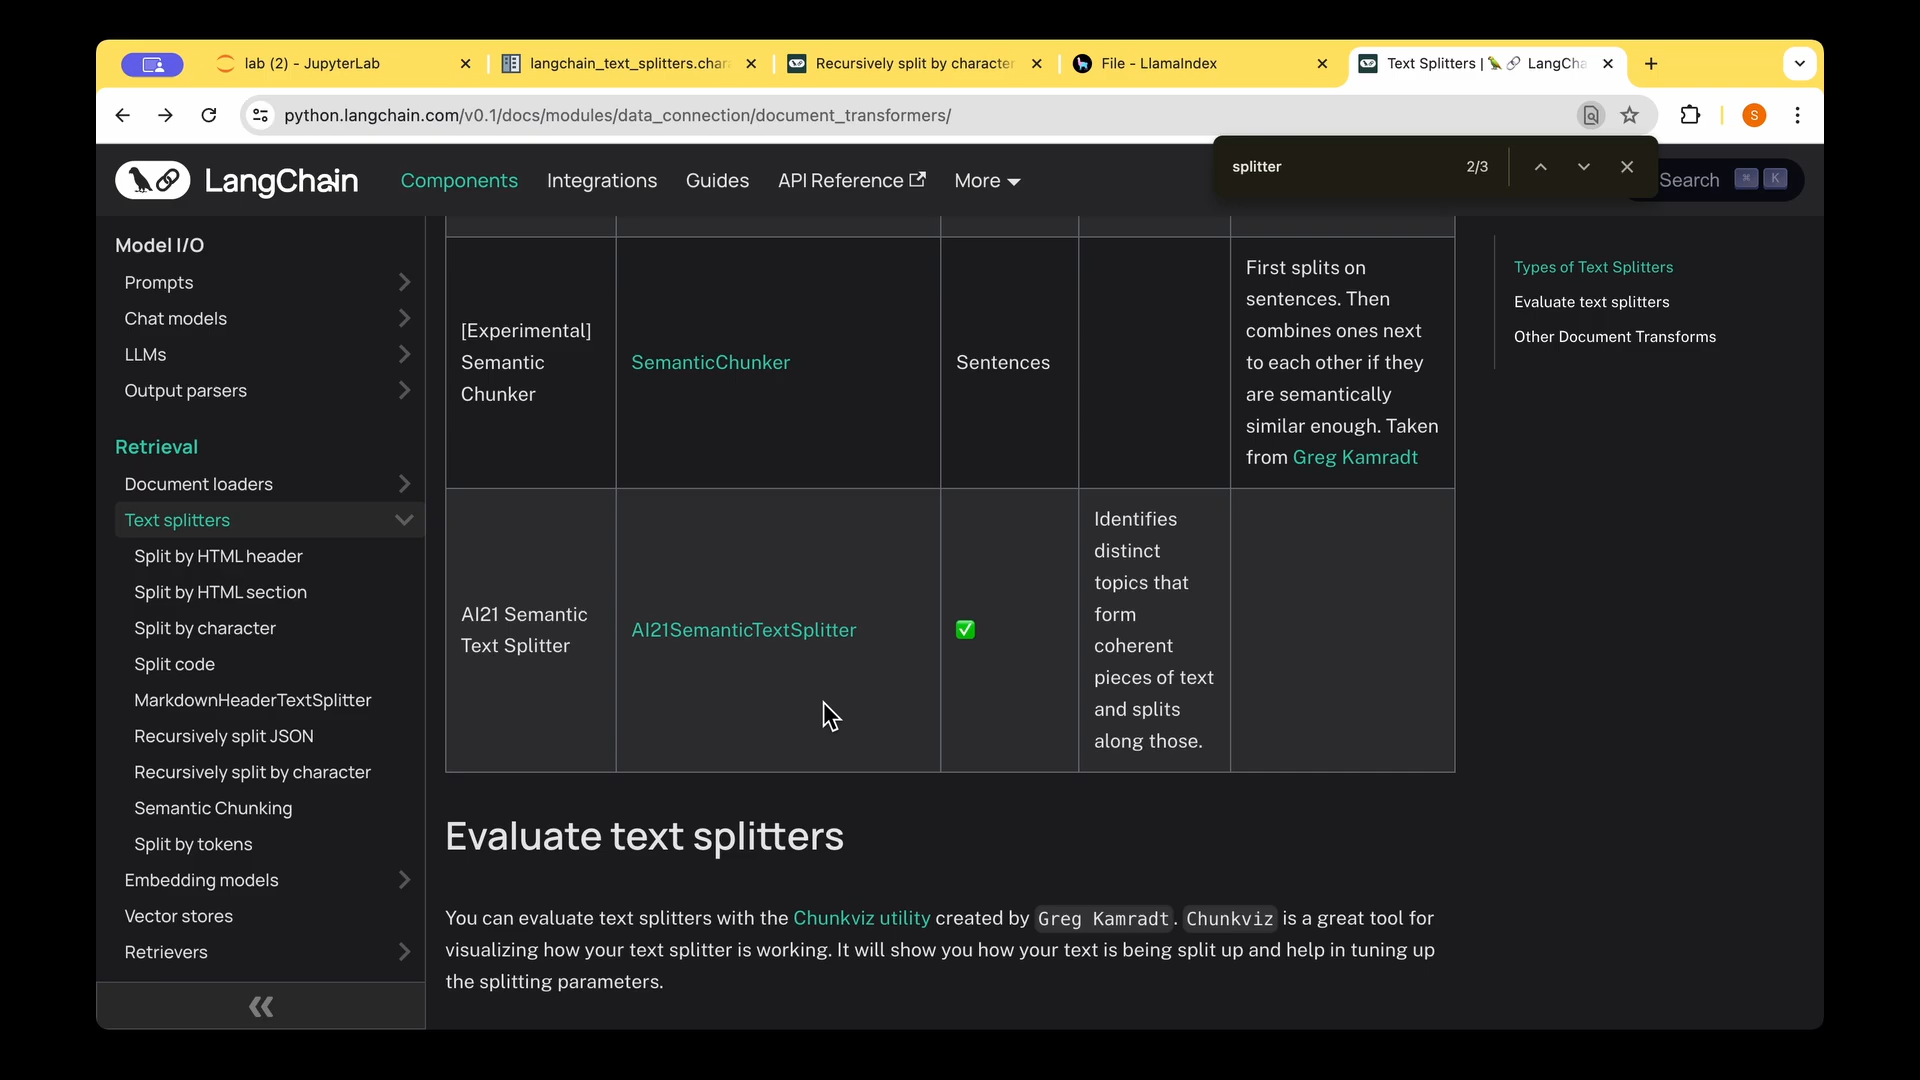 lab (2) - JupyterLab
langchain_text_splitters.char
Recursively split by character
File - LlamaIndex
Text Splitters | 🦜️🔗 LangCha
python.langchain.com/v0.1/docs/modules/data_connection/document_transformers/
S
splitter
2/3
LangChain
Components
Integrations
Guides
API Reference
More
Search
⌘
K
Model I/O
Prompts
Chat models
LLMs
Output parsers
Retrieval
Document loaders
Text splitters
Split by HTML header
Split by HTML section
Split by character
Split code
MarkdownHeaderTextSplitter
Recursively split JSON
Recursively split by character
Semantic Chunking
Split by tokens
Embedding models
Vector stores
Retrievers
[Experimental]
Semantic
Chunker
SemanticChunker
Sentences
First splits on
sentences. Then
combines ones next
to each other if they
are semantically
similar enough. Taken
from Greg Kamradt
AI21 Semantic
Text Splitter
AI21SemanticTextSplitter
✅
Identifies
distinct
topics that
form
coherent
pieces of text
and splits
along those.
Evaluate text splitters
You can evaluate text splitters with the Chunkviz utility created by Greg Kamradt. Chunkviz is a great tool for
visualizing how your text splitter is working. It will show you how your text is being split up and help in tuning up
the splitting parameters.
Types of Text Splitters
Evaluate text splitters
Other Document Transforms